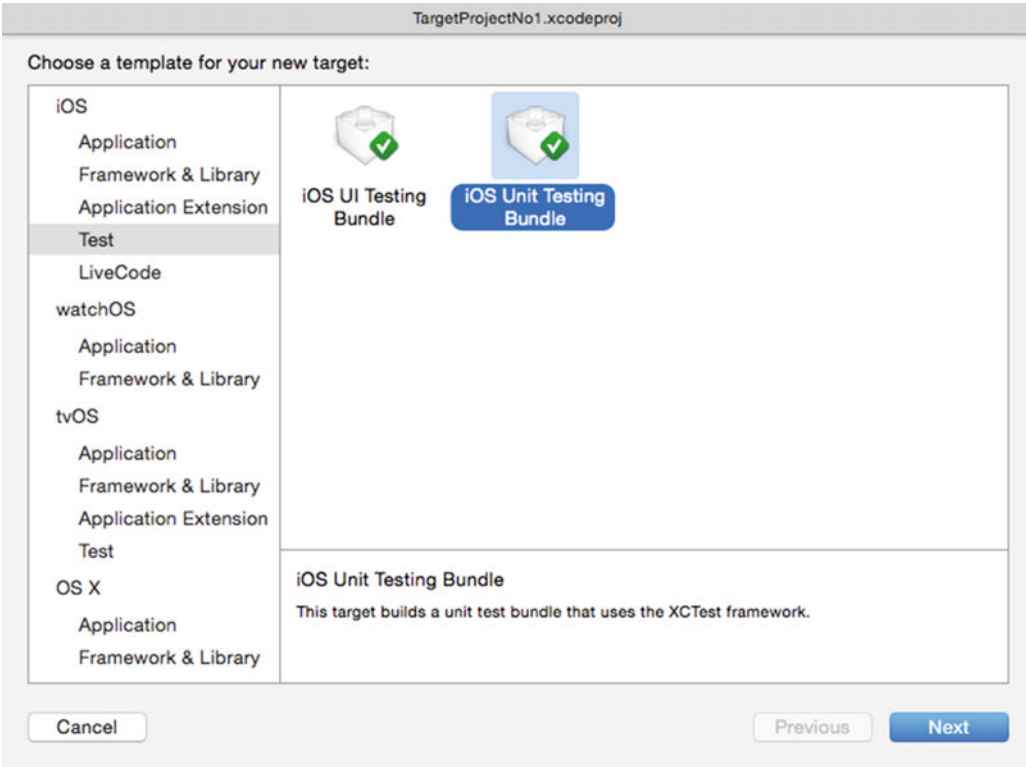 TargetProjectNo1.xcodeproj
Choose a template for your new target:
iOS
Application
Framework & Library
Application Extension
Test
LiveCode
watchOS
Application
Framework & Library
tvOS
Application
Framework & Library
Application Extension
Test
OS X
Application
Framework & Library
iOS UI Testing
Bundle
iOS Unit Testing
Bundle
iOS Unit Testing Bundle
This target builds a unit test bundle that uses the XCTest framework.
Cancel
Previous
Next